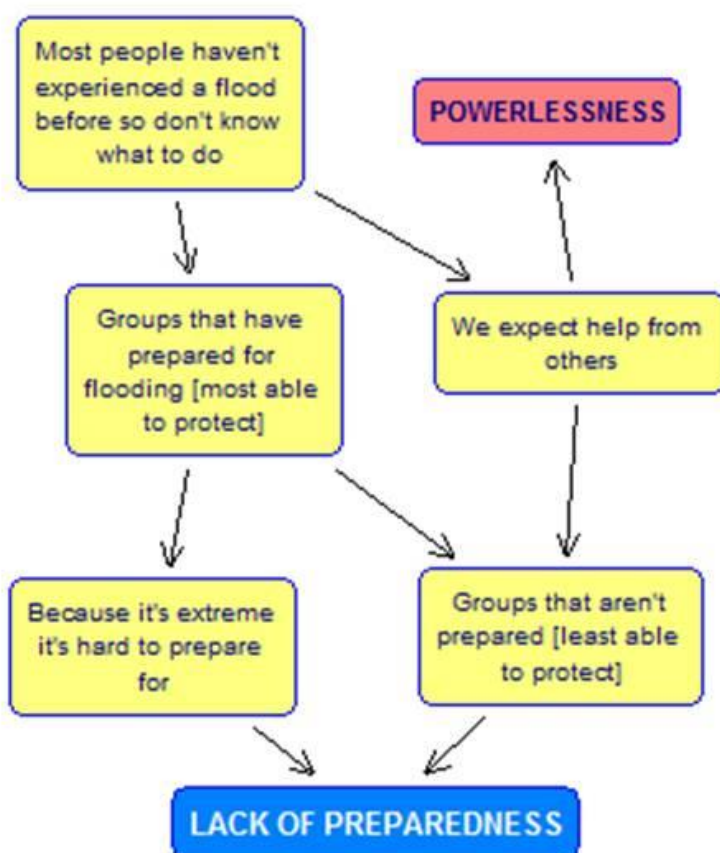 Most people haven't
experienced a flood
before so don't know
what to do
POWERLESSNESS
Groups that have
prepared for
flooding [most able
to protect]
We expect help from
others
Because it's extreme
it's hard to prepare
for
Groups that aren't
prepared [least able
to protect]
LACK OF PREPAREDNESS